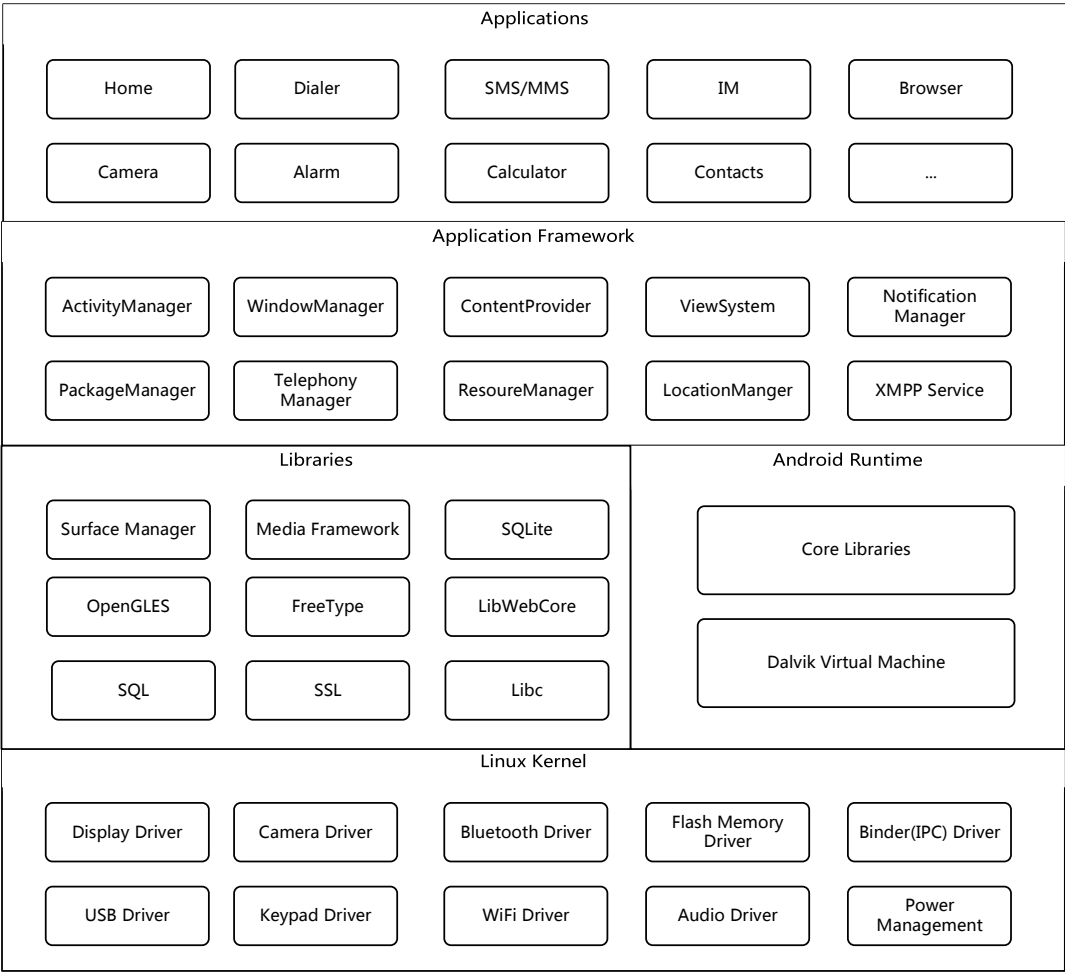 Applications
Home
Dialer
SMS/MMS
IM
Browser
Camera
Alarm
Calculator
Contacts
...
Application Framework
ActivityManager
WindowManager
ContentProvider
ViewSystem
Notification
Manager
PackageManager
Telephony
Manager
ResoureManager
LocationManger
XMPP Service
Libraries
Surface Manager
Media Framework
SQLite
OpenGLES
FreeType
LibWebCore
SQL
SSL
Libc
Android Runtime
Core Libraries
Dalvik Virtual Machine
Linux Kernel
Display Driver
Camera Driver
Bluetooth Driver
Flash Memory
Driver
Binder(IPC) Driver
USB Driver
Keypad Driver
WiFi Driver
Audio Driver
Power
Management